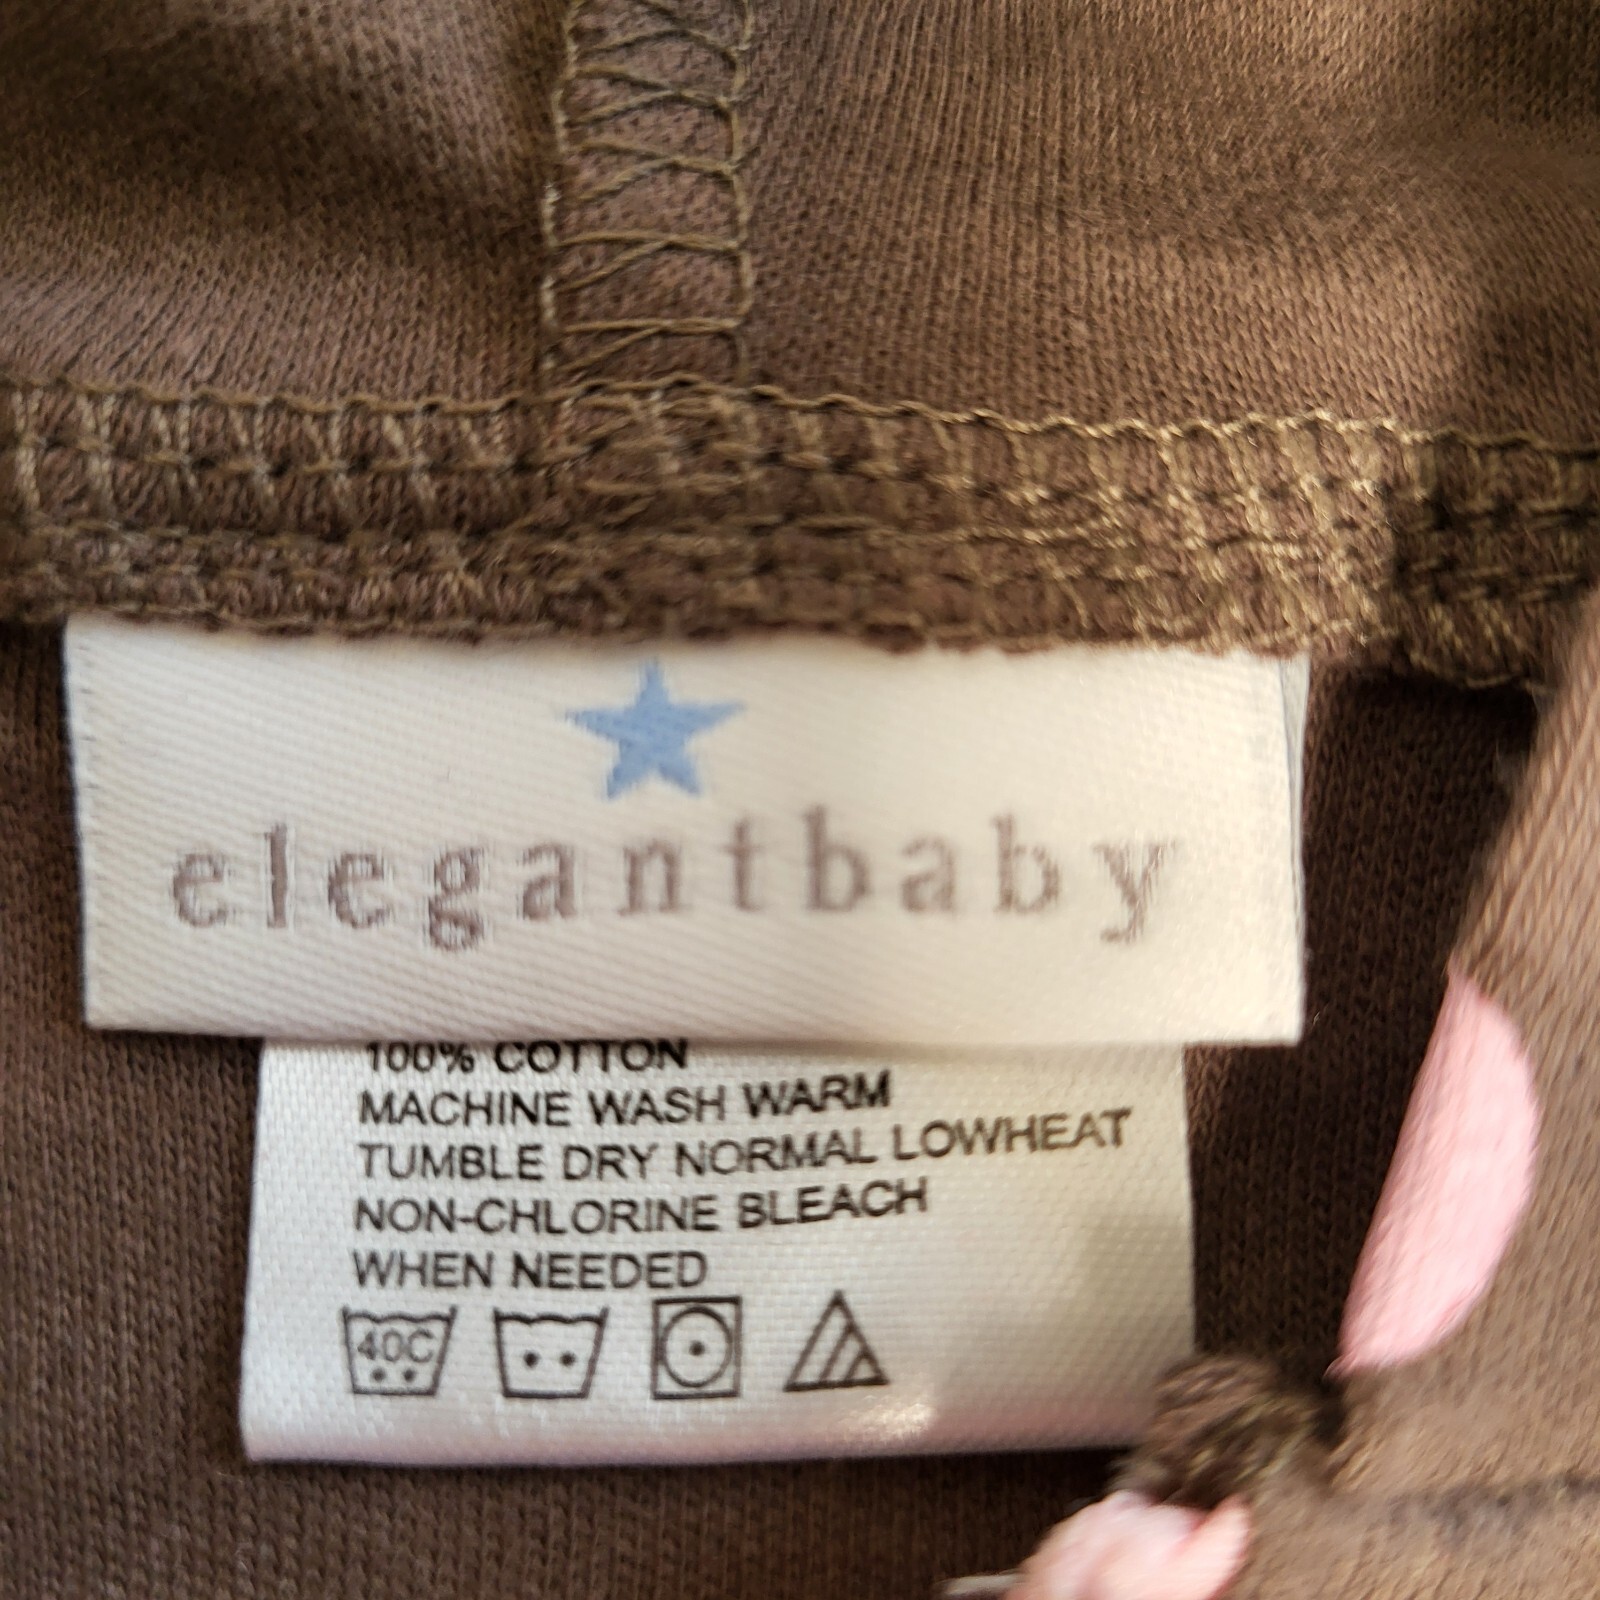 elegantbaby
100% COTTON
MACHINE WASH WARM
TUMBLE DRY NORMAL LOWHEAT
NON-CHLORINE BLEACH
WHEN NEEDED
40C